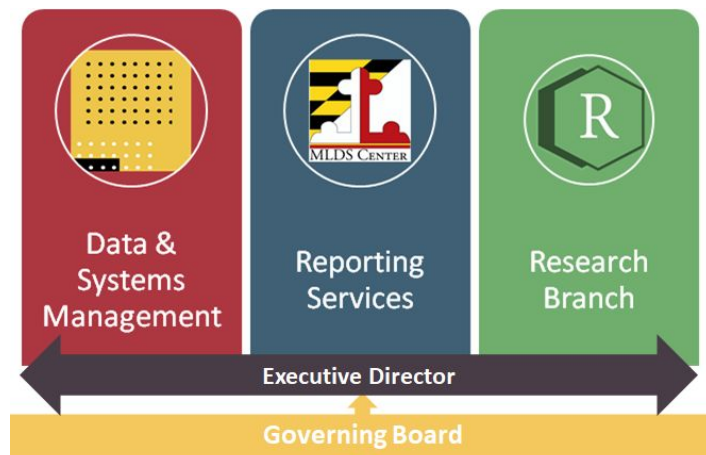 MLDS CENTER
R
Data &
Systems
Management
Reporting
Services
Research
Branch
Executive Director
Governing Board